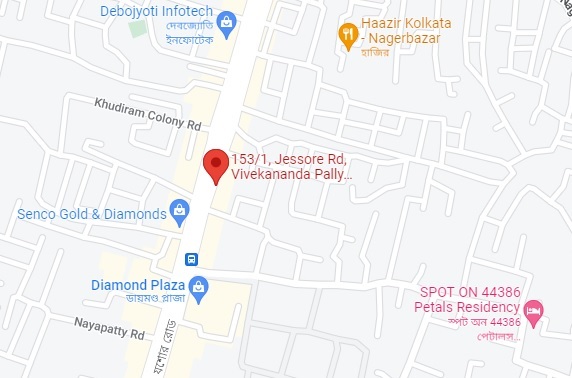 Debojyoti Infotech
দেবজ্যোতি
ইনফোটেক
Haazir Kolkata
- Nagerbazar
হাজির
Khudiram Colony Rd
153/1, Jessore Rd,
Vivekananda Pally...
Senco Gold & Diamonds
Diamond Plaza
ডায়মণ্ড প্লাজা
SPOT ON 44386
Petals Residency
স্পট অন 44386
পেটালস...
Nayapatty Rd
যশোর রোড